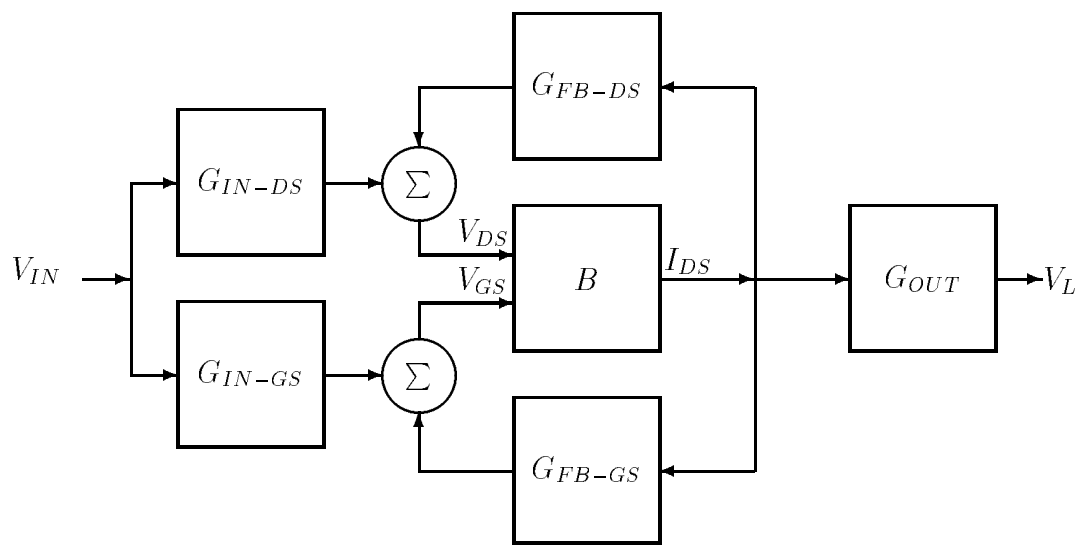 G_{FB-DS}
G_{IN-DS}
Σ
V_{DS}
V_{IN}
V_{GS}
B
I_{DS}
G_{OUT}
V_L
G_{IN-GS}
Σ
G_{FB-GS}